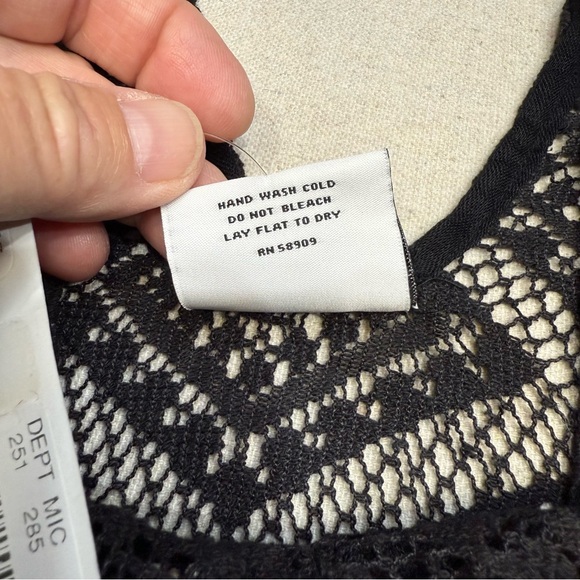 HAND WASH COLD
DO NOT BLEACH
LAY FLAT TO DRY
RN 58909
DEPT MIC
251 285